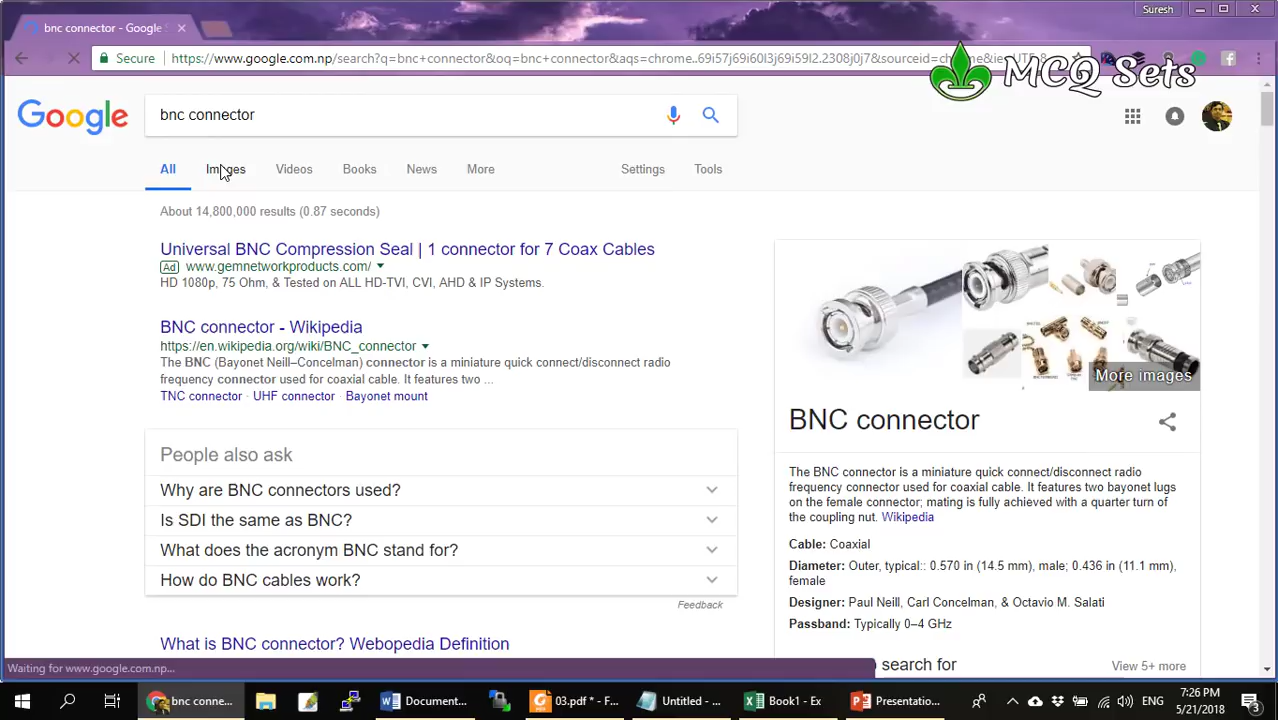 Suresh
bnc connector - Google
Secure https://www.google.com.np/search?q=bnc+connector&oq=bnc+connector&aqs=chrome..69i57j69i60l3j69i59l2.2308j0j7&sourceid=
MCQ Sets
Google
bnc connector
All Images Videos Books News More Settings Tools
About 14,800,000 results (0.87 seconds)
Universal BNC Compression Seal | 1 connector for 7 Coax Cables
Ad www.gemnetworkproducts.com/
HD 1080p, 75 Ohm, & Tested on ALL HD-TVI, CVI, AHD & IP Systems.
BNC connector - Wikipedia
https://en.wikipedia.org/wiki/BNC_connector
The BNC (Bayonet Neill–Concelman) connector is a miniature quick connect/disconnect radio
frequency connector used for coaxial cable. It features two ...
TNC connector · UHF connector · Bayonet mount
People also ask
Why are BNC connectors used?
Is SDI the same as BNC?
What does the acronym BNC stand for?
How do BNC cables work?
Feedback
What is BNC connector? Webopedia Definition
More images
BNC connector
The BNC connector is a miniature quick connect/disconnect radio
frequency connector used for coaxial cable. It features two bayonet lugs
on the female connector; mating is fully achieved with a quarter turn of
the coupling nut. Wikipedia
Cable: Coaxial
Diameter: Outer, typical:: 0.570 in (14.5 mm), male; 0.436 in (11.1 mm),
female
Designer: Paul Neill, Carl Concelman, & Octavio M. Salati
Passband: Typically 0–4 GHz
search for View 5+ more
Waiting for www.google.com.np...
bnc conne... Document... 03.pdf * - F... Untitled - ... Book1 - Ex Presentatio... ENG
7:26 PM
5/21/2018
3